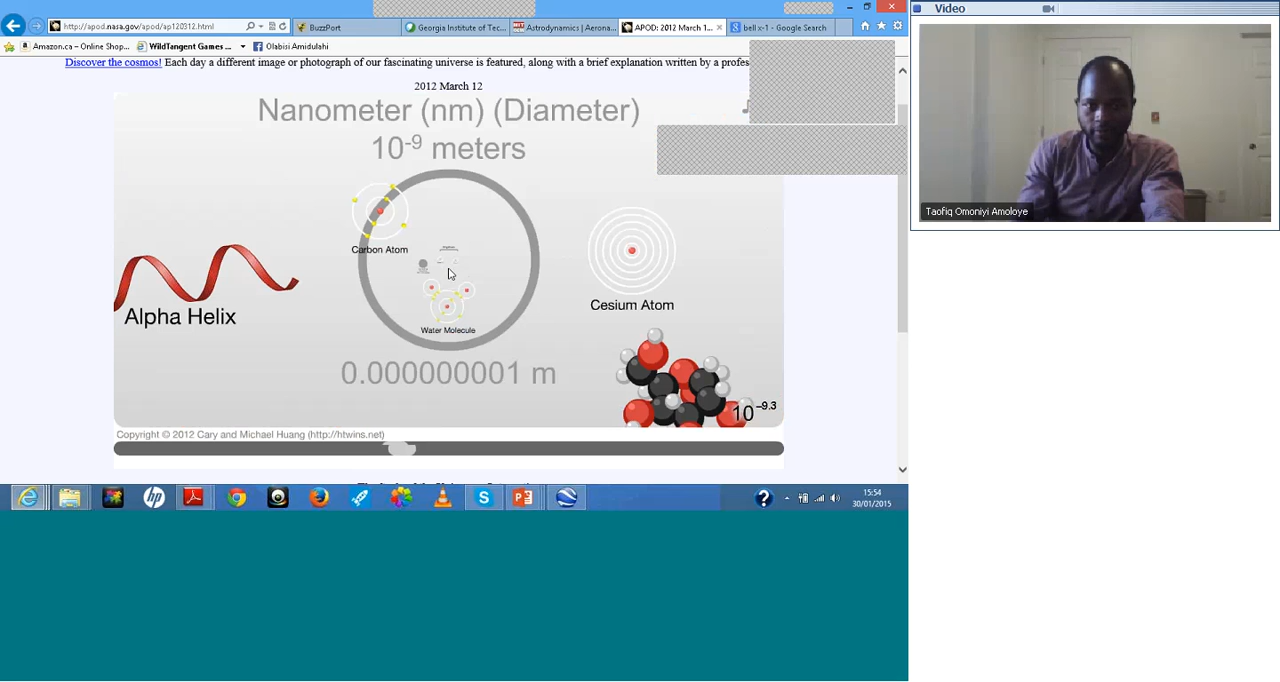 http://apod.nasa.gov/apod/ap120312.html
BuzzPort
Georgia Institute of Tec...
Astrodynamics | Aerona...
APOD: 2012 March 1...
bell x-1 - Google Search
Video
Amazon.ca – Online Shop...
WildTangent Games ...
Olabisi Amidulahi
Discover the cosmos! Each day a different image or photograph of our fascinating universe is featured, along with a brief explanation written by a
2012 March 12
Nanometer (nm) (Diameter)
10⁻⁹ meters
Carbon Atom
Alpha Helix
Water Molecule
Cesium Atom
0.000000001 m
10⁻⁹·³
Copyright © 2012 Cary and Michael Huang (http://htwins.net)
Taofiq Omoniyi Amoloye
15:54
30/01/2015